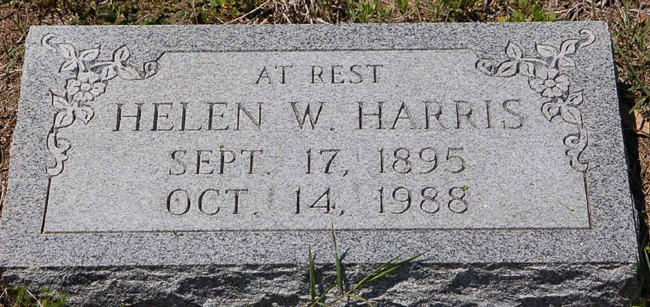 AT REST
HELEN W. HARRIS
SEPT. 17, 1895
OCT. 14, 1988